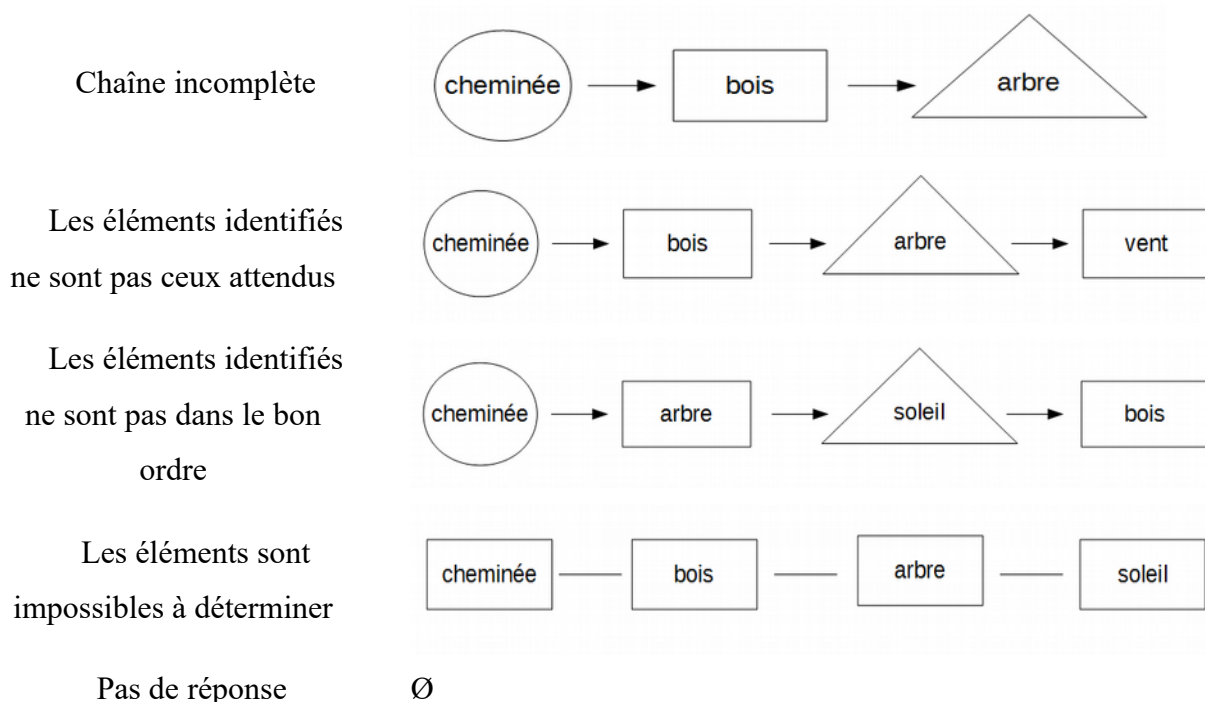 Chaîne incomplète
cheminée bois arbre
Les éléments identifiés
ne sont pas ceux attendus
cheminée bois arbre vent
Les éléments identifiés
ne sont pas dans le bon
ordre
cheminée arbre soleil bois
Les éléments sont
impossibles à déterminer
cheminée bois arbre soleil
Pas de réponse Ø